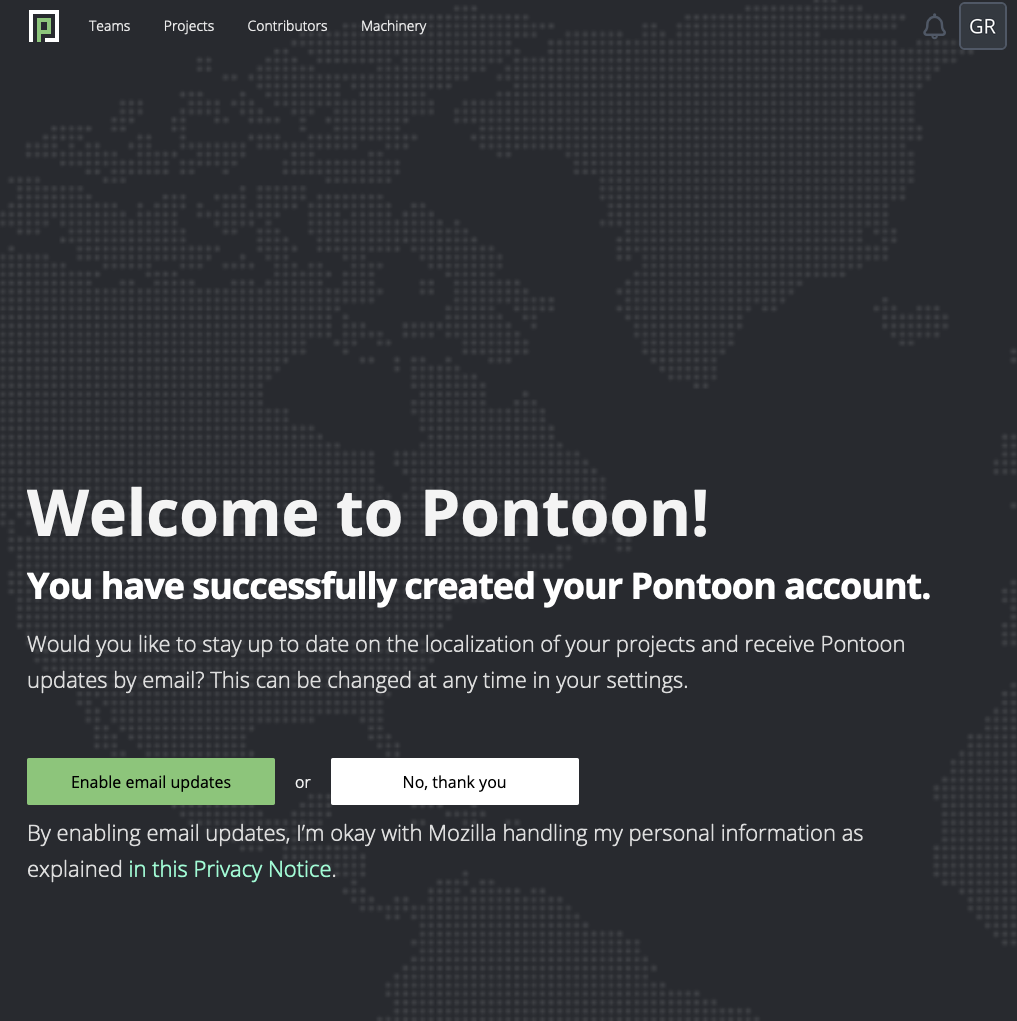 Teams Projects Contributors Machinery GR
Welcome to Pontoon!
You have successfully created your Pontoon account.
Would you like to stay up to date on the localization of your projects and receive Pontoon
updates by email? This can be changed at any time in your settings.
Enable email updates or No, thank you
By enabling email updates, I’m okay with Mozilla handling my personal information as
explained in this Privacy Notice.